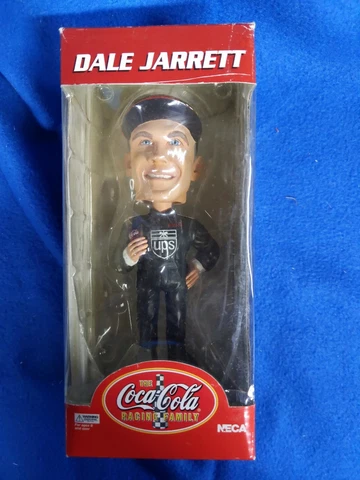 DALE JARRETT
ups
THE
Coca-Cola
RACING FAMILY
NECA